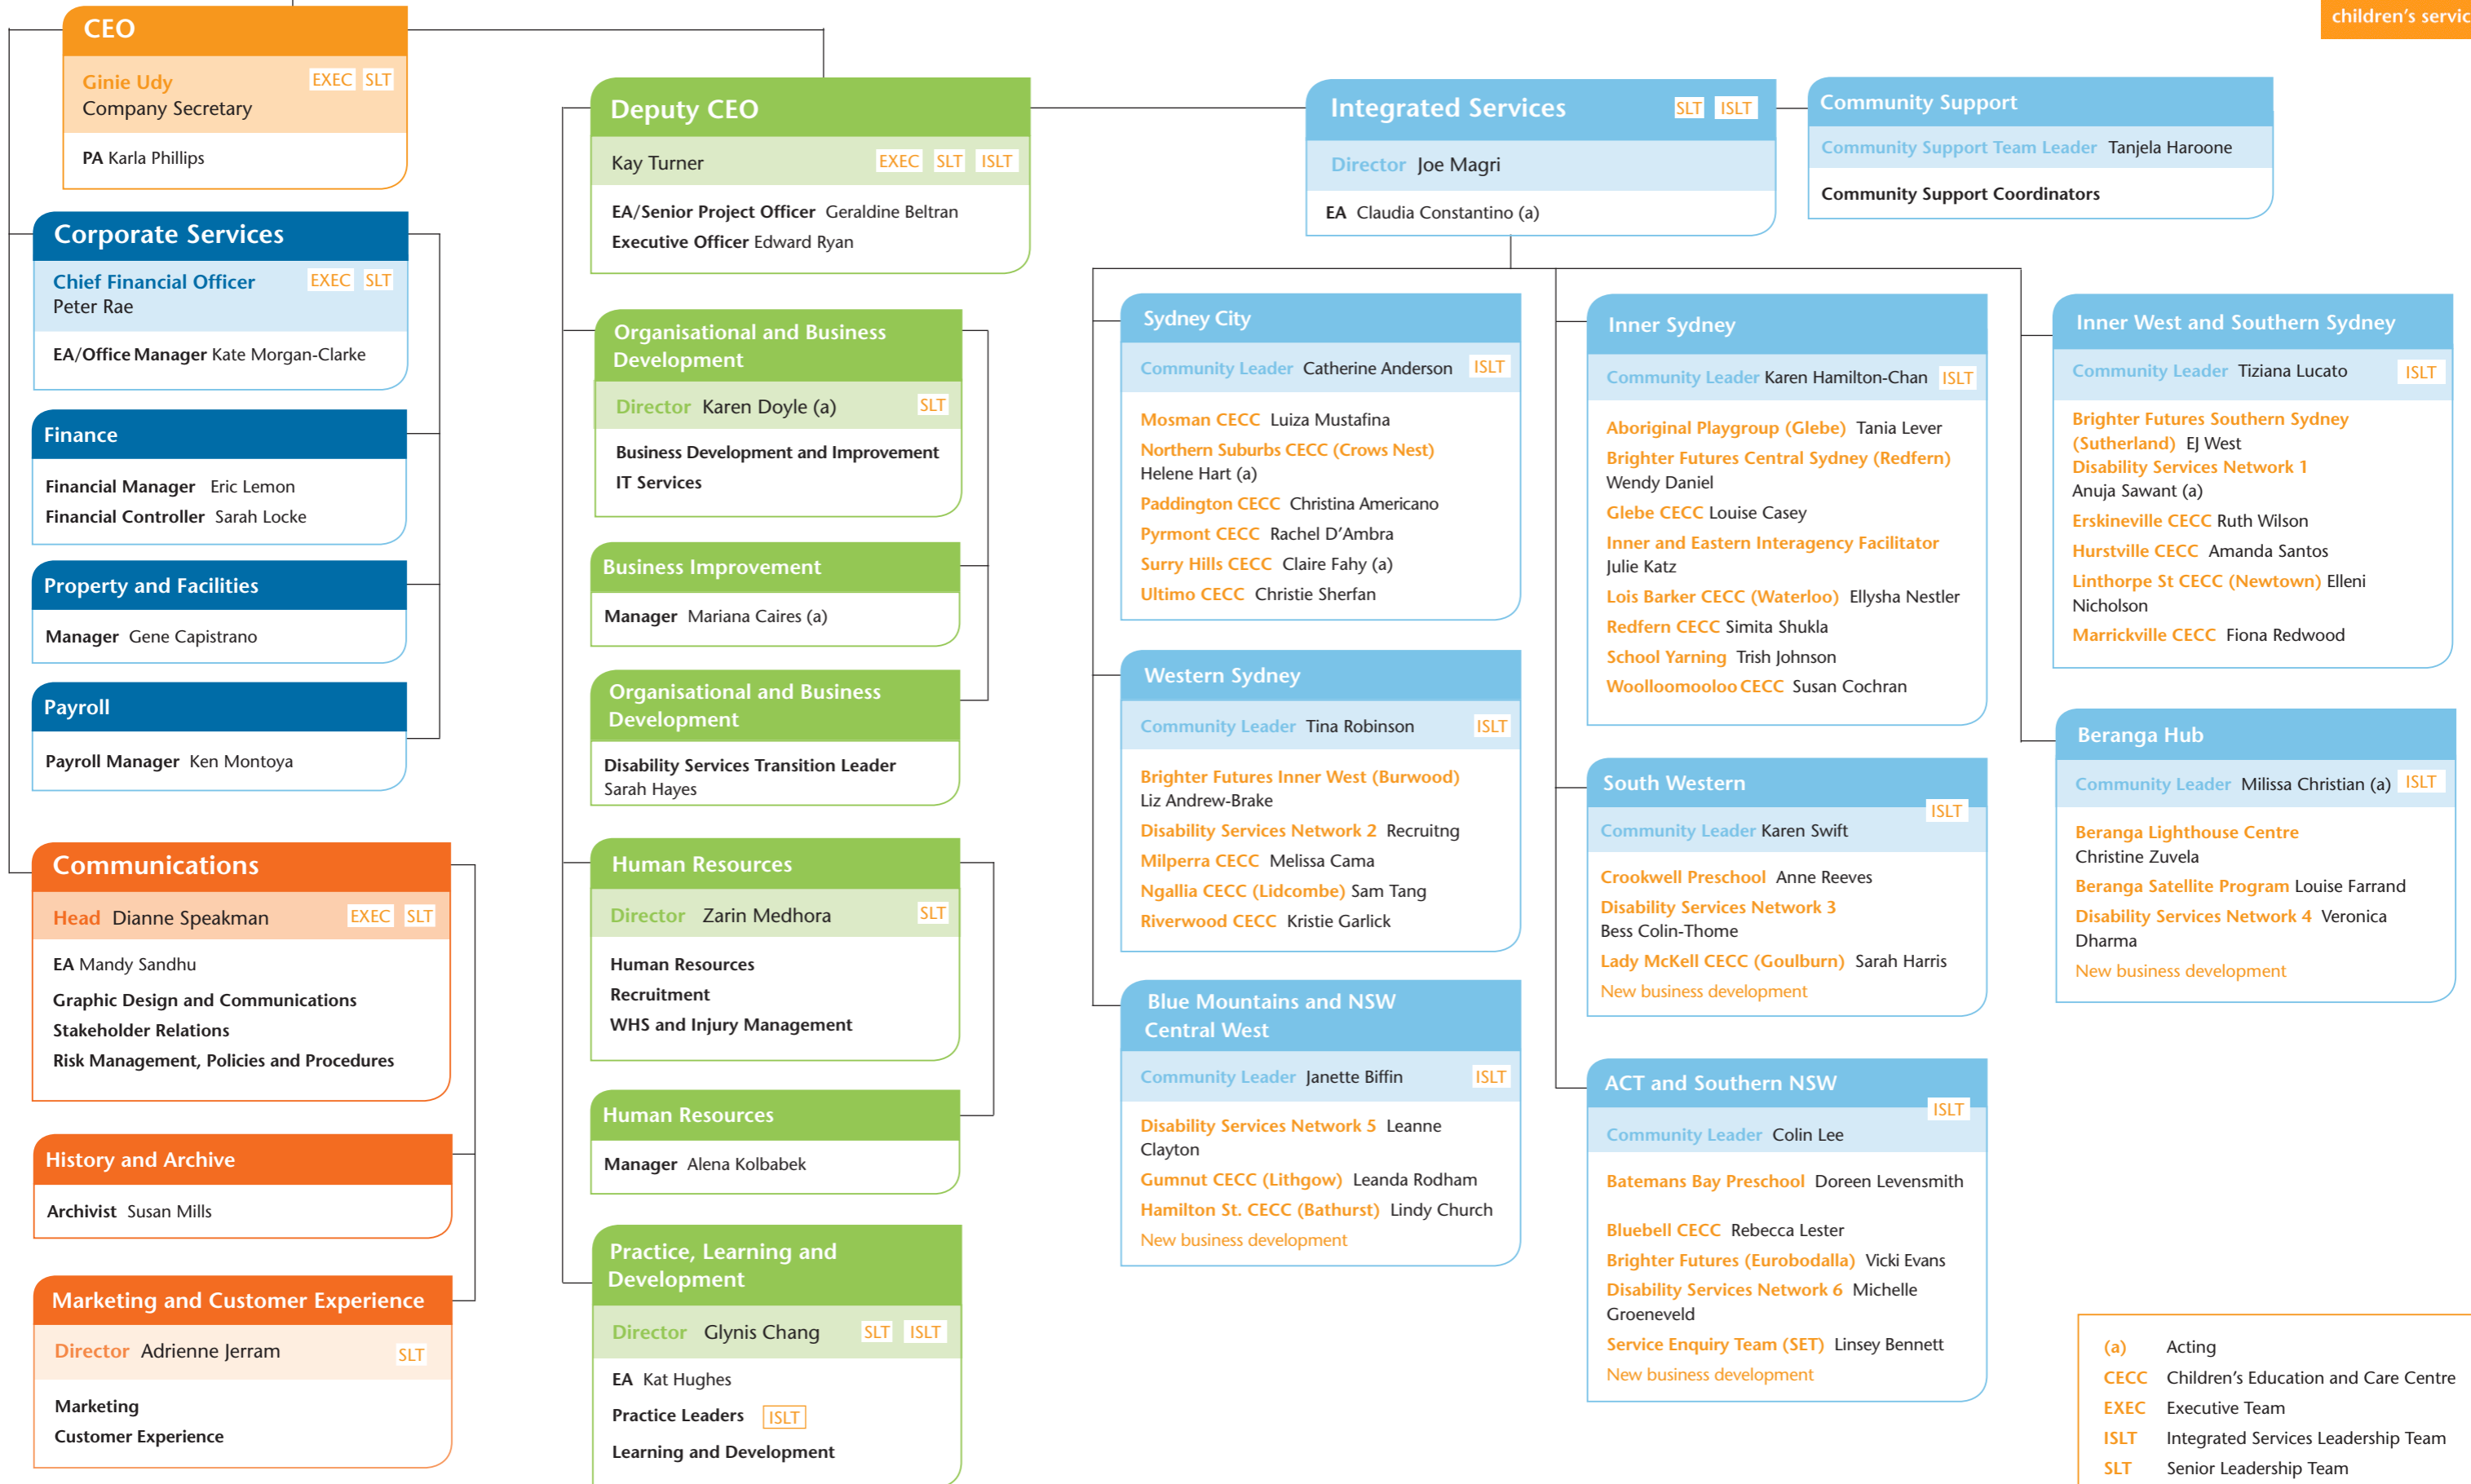 children's servic
CEO
Ginie Udy EXEC SLT
Company Secretary
PA Karla Phillips
Corporate Services
Chief Financial Officer EXEC SLT
Peter Rae
EA/Office Manager Kate Morgan-Clarke
Finance
Financial Manager Eric Lemon
Financial Controller Sarah Locke
Property and Facilities
Manager Gene Capistrano
Payroll
Payroll Manager Ken Montoya
Communications
Head Dianne Speakman EXEC SLT
EA Mandy Sandhu
Graphic Design and Communications
Stakeholder Relations
Risk Management, Policies and Procedures
History and Archive
Archivist Susan Mills
Marketing and Customer Experience
Director Adrienne Jerram SLT
Marketing
Customer Experience
Deputy CEO
Kay Turner EXEC SLT ISLT
EA/Senior Project Officer Geraldine Beltran
Executive Officer Edward Ryan
Organisational and Business
Development
Director Karen Doyle (a) SLT
Business Development and Improvement
IT Services
Business Improvement
Manager Mariana Caires (a)
Organisational and Business
Development
Disability Services Transition Leader
Sarah Hayes
Human Resources
Director Zarin Medhora SLT
Human Resources
Recruitment
WHS and Injury Management
Human Resources
Manager Alena Kolbabek
Practice, Learning and
Development
Director Glynis Chang SLT ISLT
EA Kat Hughes
Practice Leaders ISLT
Learning and Development
Integrated Services SLT ISLT
Director Joe Magri
EA Claudia Constantino (a)
Community Support
Community Support Team Leader Tanjela Haroone
Community Support Coordinators
Sydney City
Community Leader Catherine Anderson ISLT
Mosman CECC Luiza Mustafina
Northern Suburbs CECC (Crows Nest)
Helene Hart (a)
Paddington CECC Christina Americano
Pyrmont CECC Rachel D'Ambra
Surry Hills CECC Claire Fahy (a)
Ultimo CECC Christie Sherfan
Western Sydney
Community Leader Tina Robinson ISLT
Brighter Futures Inner West (Burwood)
Liz Andrew-Brake
Disability Services Network 2 Recruitng
Milperra CECC Melissa Cama
Ngallia CECC (Lidcombe) Sam Tang
Riverwood CECC Kristie Garlick
Blue Mountains and NSW
Central West
Community Leader Janette Biffin ISLT
Disability Services Network 5 Leanne
Clayton
Gumnut CECC (Lithgow) Leanda Rodham
Hamilton St. CECC (Bathurst) Lindy Church
New business development
Inner Sydney
Community Leader Karen Hamilton-Chan ISLT
Aboriginal Playgroup (Glebe) Tania Lever
Brighter Futures Central Sydney (Redfern)
Wendy Daniel
Glebe CECC Louise Casey
Inner and Eastern Interagency Facilitator
Julie Katz
Lois Barker CECC (Waterloo) Ellysha Nestler
Redfern CECC Simita Shukla
School Yarning Trish Johnson
Woolloomooloo CECC Susan Cochran
South Western
ISLT
Community Leader Karen Swift
Crookwell Preschool Anne Reeves
Disability Services Network 3
Bess Colin-Thome
Lady McKell CECC (Goulburn) Sarah Harris
New business development
ACT and Southern NSW
ISLT
Community Leader Colin Lee
Batemans Bay Preschool Doreen Levensmith
Bluebell CECC Rebecca Lester
Brighter Futures (Eurobodalla) Vicki Evans
Disability Services Network 6 Michelle
Groeneveld
Service Enquiry Team (SET) Linsey Bennett
New business development
Inner West and Southern Sydney
Community Leader Tiziana Lucato ISLT
Brighter Futures Southern Sydney
(Sutherland) EJ West
Disability Services Network 1
Anuja Sawant (a)
Erskineville CECC Ruth Wilson
Hurstville CECC Amanda Santos
Linthorpe St CECC (Newtown) Elleni
Nicholson
Marrickville CECC Fiona Redwood
Beranga Hub
Community Leader Milissa Christian (a) ISLT
Beranga Lighthouse Centre
Christine Zuvela
Beranga Satellite Program Louise Farrand
Disability Services Network 4 Veronica
Dharma
New business development
(a) Acting
CECC Children's Education and Care Centre
EXEC Executive Team
ISLT Integrated Services Leadership Team
SLT Senior Leadership Team